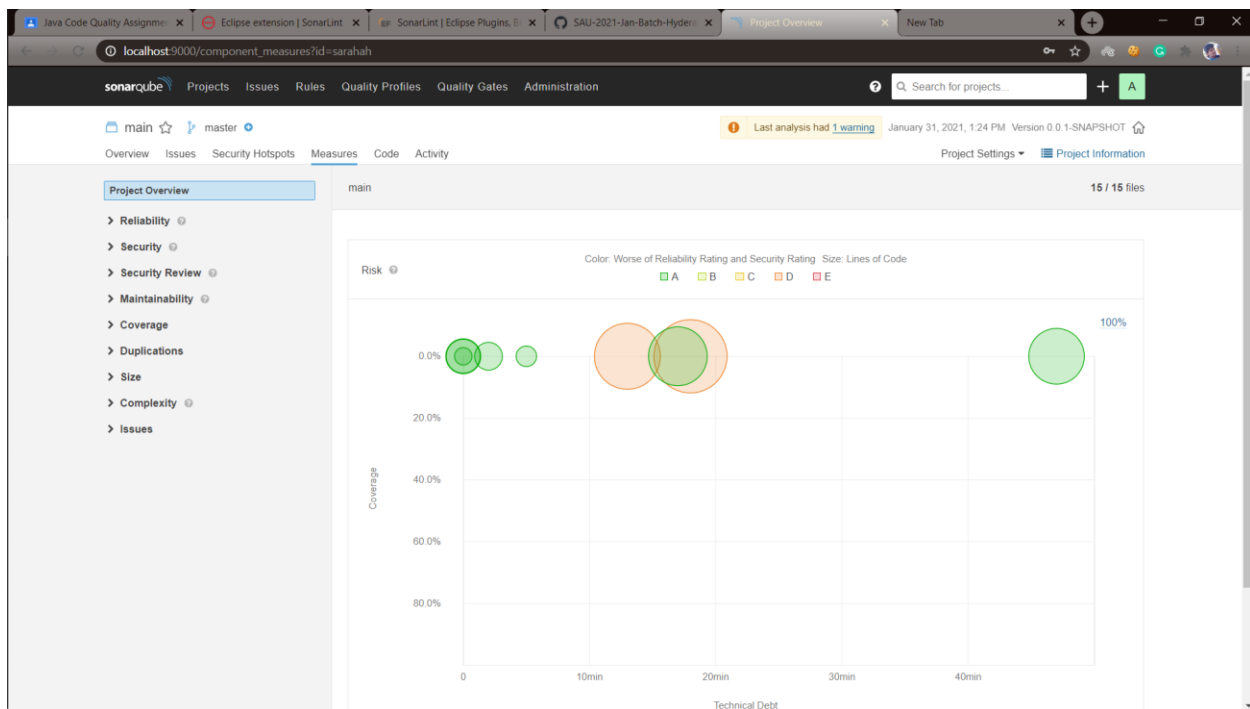 Java Code Quality Assignmen
Eclipse extension | SonarLint
SonarLint | Eclipse Plugins, B
SAU-2021-Jan-Batch-Hydera
Project Overview
New Tab
localhost:9000/component_measures?id=sarahah
sonarqube Projects Issues Rules Quality Profiles Quality Gates Administration
Search for projects...
A
main master
Last analysis had 1 warning January 31, 2021, 1:24 PM Version 0.0.1-SNAPSHOT
Overview Issues Security Hotspots Measures Code Activity
Project Settings Project Information
Project Overview
Reliability
Security
Security Review
Maintainability
Coverage
Duplications
Size
Complexity
Issues
main 15 / 15 files
Risk
Color: Worse of Reliability Rating and Security Rating Size: Lines of Code
A B C D E
100%
0.0%
20.0%
40.0%
60.0%
80.0%
Coverage
0 10min 20min 30min 40min
Technical Debt